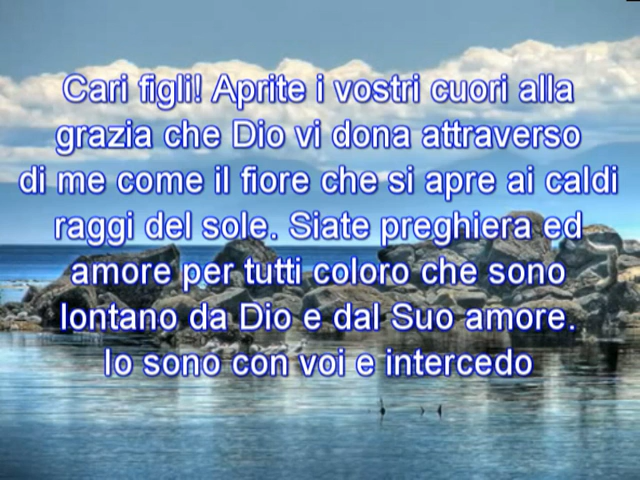 Cari figli! Aprite i vostri cuori alla
grazia che Dio vi dona attraverso
di me come il fiore che si apre ai caldi
raggi del sole. Siate preghiera ed
amore per tutti coloro che sono
lontano da Dio e dal Suo amore.
Io sono con voi e intercedo